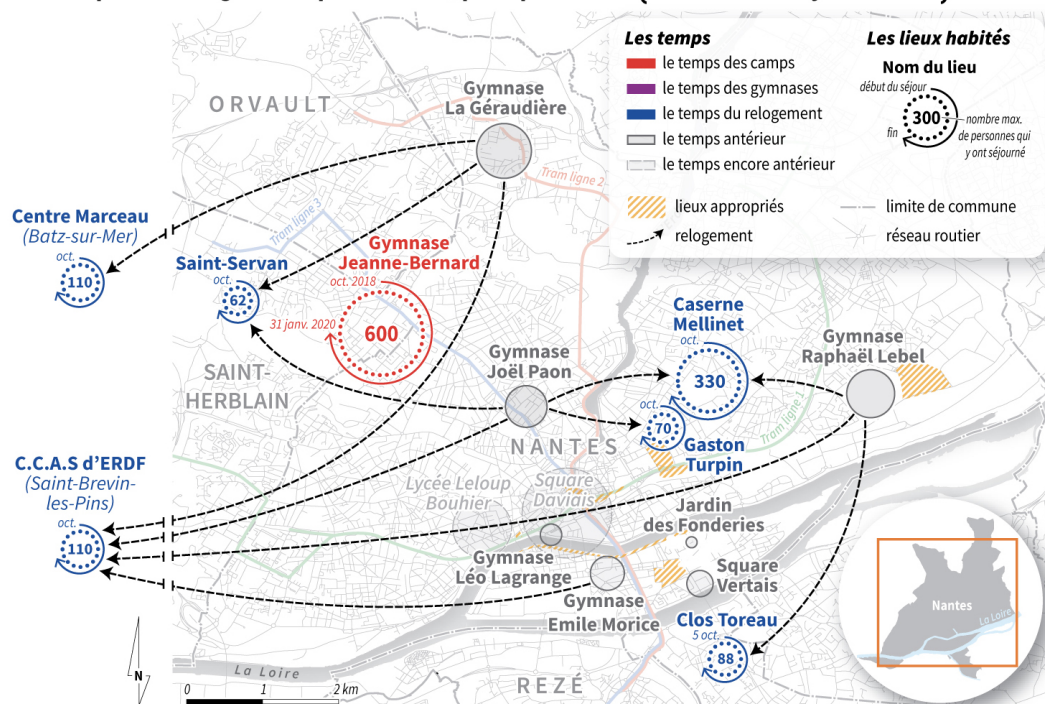 Les temps
le temps des camps
le temps des gymnases
le temps du relogement
le temps antérieur
le temps encore antérieur
Les lieux habités
Nom du lieu
début du séjour
300
fin
nombre max.
de personnes qui
y ont séjourné
lieux appropriés
relogement
limite de commune
réseau routier
ORVAULT
Gymnase
La Géraudière
Tram ligne 2
Tram ligne 3
Centre Marceau
(Batz-sur-Mer)
oct.
110
Saint-Servan
oct.
62
Gymnase
Jeanne-Bernard
oct. 2018
31 janv. 2020
600
Caserne
Mellinet
oct.
330
Gymnase
Raphaël Lebel
SAINT-
HERBLAIN
Gymnase
Joël Paon
oct.
70
Gaston
Turpin
Tram ligne 1
NANTES
C.C.A.S d’ERDF
(Saint-Brevin-
les-Pins)
oct.
110
Lycée Leloup
Bouhier
Square
Daviais
Jardin
des Fonderies
Gymnase
Léo Lagrange
Square
Vertais
Gymnase
Emile Morice
Clos Toreau
5 oct.
88
Nantes
La Loire
La Loire
N
0 1 2 km
REZÉ